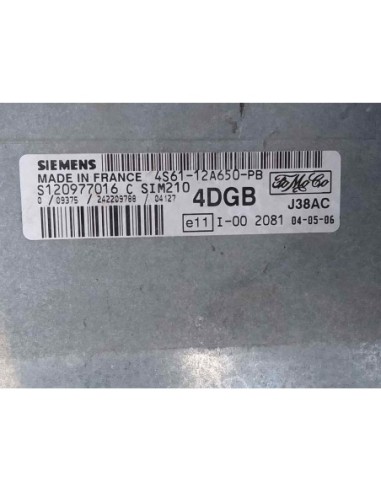 SIEMENS
MADE IN FRANCE 4S61-12A650-PB
S120977016 C SIM210
0 / 09375 / 242209768 / 04127
4DGB
FoMoCo
J38AC
e11 I-00 2081 04-05-06